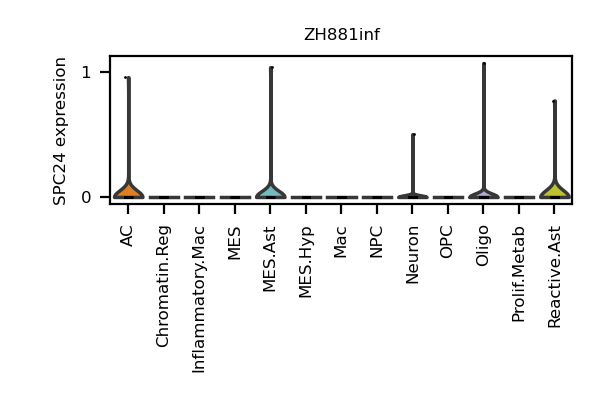 ZH881inf
SPC24 expression
1
0
AC
Chromatin.Reg
Inflammatory.Mac
MES
MES.Ast
MES.Hyp
Mac
NPC
Neuron
OPC
Oligo
Prolif.Metab
Reactive.Ast